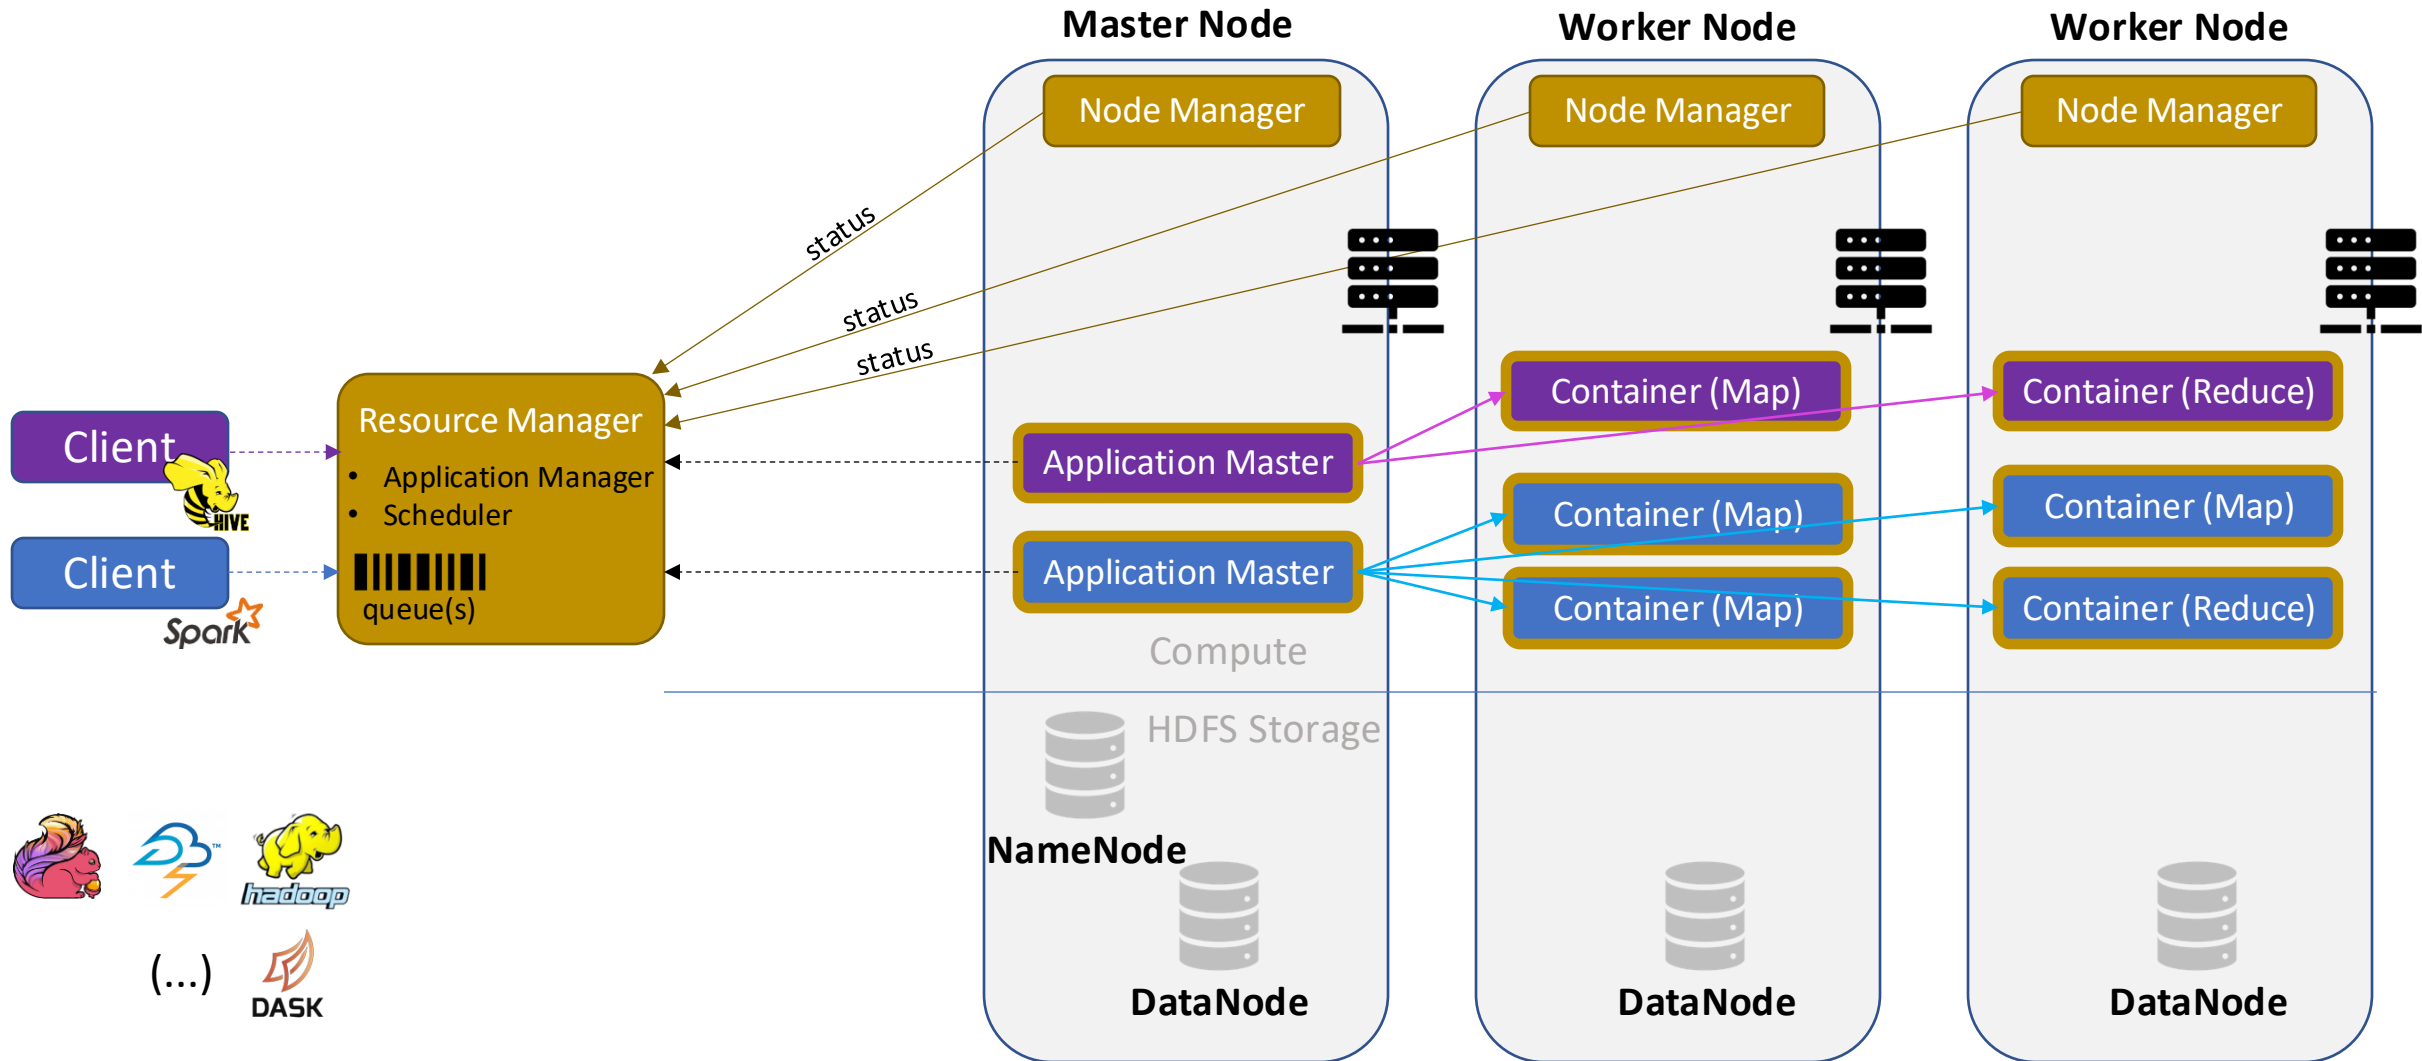 Master Node
Worker Node
Worker Node
Node Manager
Node Manager
Node Manager
status
status
status
Client
HIVE
Client
Spark
Resource Manager
• Application Manager
• Scheduler
queue(s)
Application Master
Application Master
Container (Map)
Container (Map)
Container (Map)
Container (Reduce)
Container (Map)
Container (Reduce)
Compute
HDFS Storage
NameNode
DataNode
DataNode
DataNode
TM
hadoop
(...)
DASK